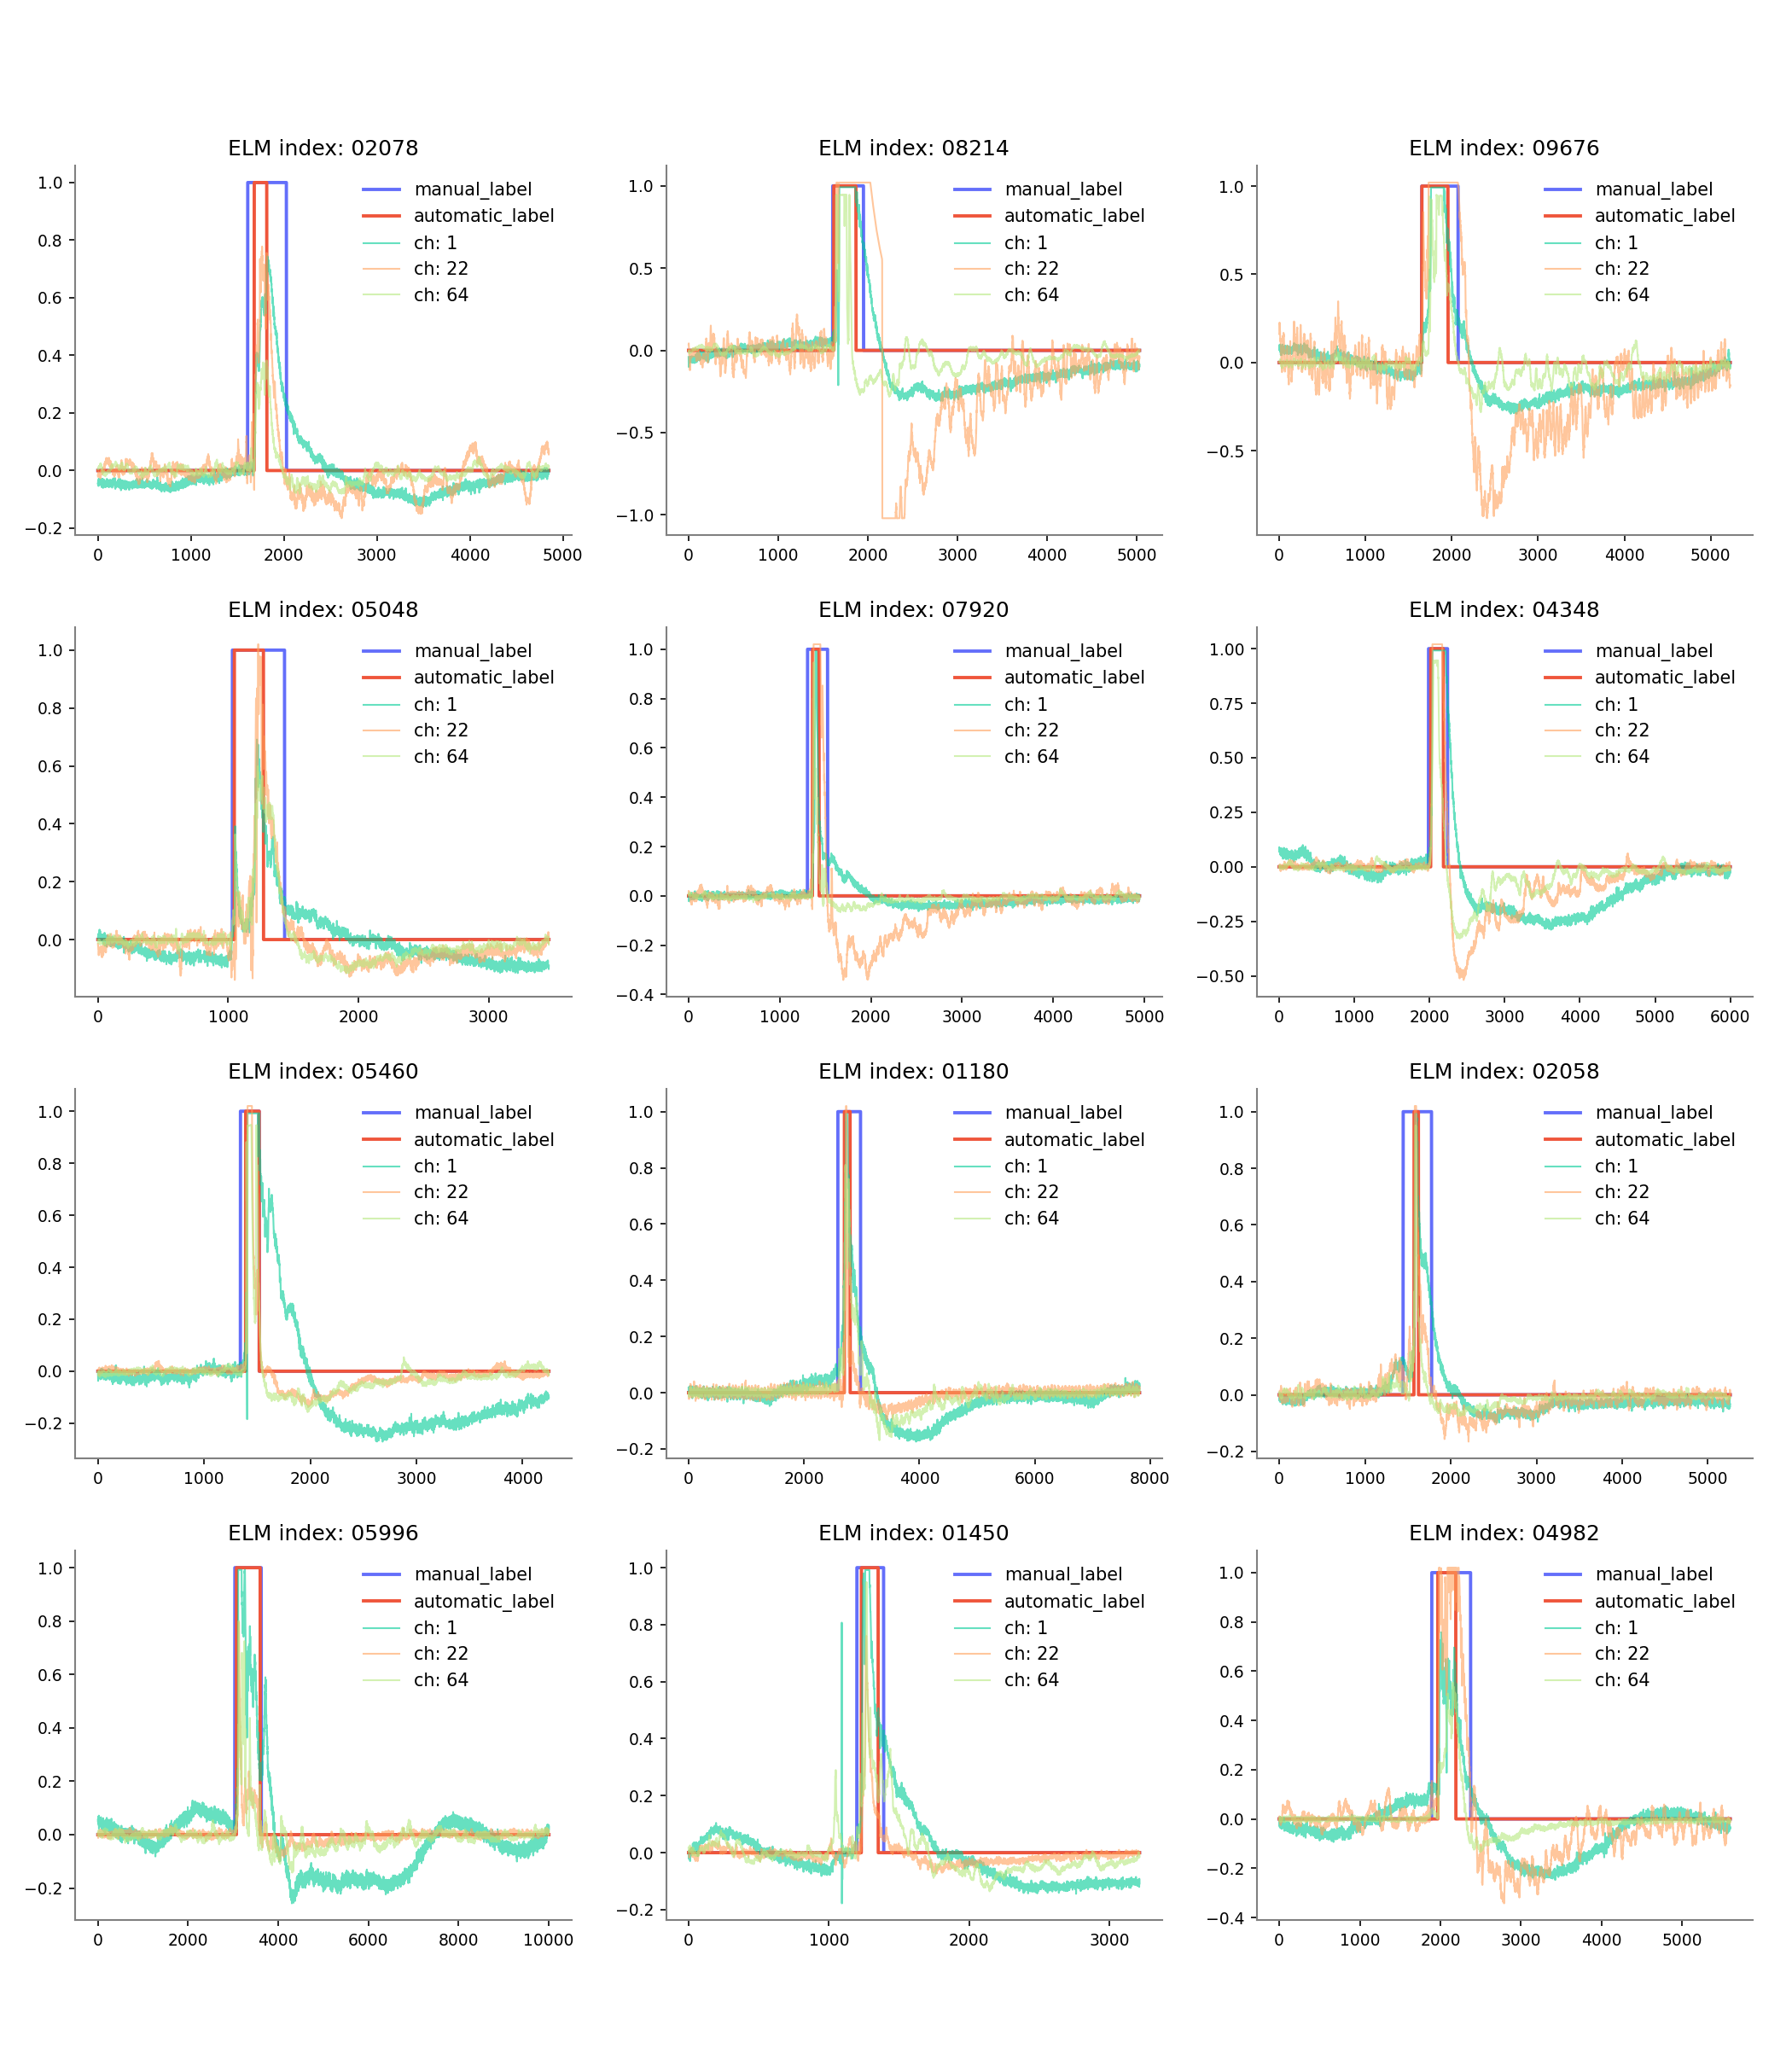 ELM index: 02078
manual_label
automatic_label
ch: 1
ch: 22
ch: 64
1.0
0.8
0.6
0.4
0.2
0.0
−0.2
0 1000 2000 3000 4000 5000
ELM index: 08214
manual_label
automatic_label
ch: 1
ch: 22
ch: 64
1.0
0.5
0.0
−0.5
−1.0
0 1000 2000 3000 4000 5000
ELM index: 09676
manual_label
automatic_label
ch: 1
ch: 22
ch: 64
1.0
0.5
0.0
−0.5
0 1000 2000 3000 4000 5000
ELM index: 05048
manual_label
automatic_label
ch: 1
ch: 22
ch: 64
1.0
0.8
0.6
0.4
0.2
0.0
0 1000 2000 3000
ELM index: 07920
manual_label
automatic_label
ch: 1
ch: 22
ch: 64
1.0
0.8
0.6
0.4
0.2
0.0
−0.2
−0.4
0 1000 2000 3000 4000 5000
ELM index: 04348
manual_label
automatic_label
ch: 1
ch: 22
ch: 64
1.00
0.75
0.50
0.25
0.00
−0.25
−0.50
0 1000 2000 3000 4000 5000 6000
ELM index: 05460
manual_label
automatic_label
ch: 1
ch: 22
ch: 64
1.0
0.8
0.6
0.4
0.2
0.0
−0.2
0 1000 2000 3000 4000
ELM index: 01180
manual_label
automatic_label
ch: 1
ch: 22
ch: 64
1.0
0.8
0.6
0.4
0.2
0.0
−0.2
0 2000 4000 6000 8000
ELM index: 02058
manual_label
automatic_label
ch: 1
ch: 22
ch: 64
1.0
0.8
0.6
0.4
0.2
0.0
−0.2
0 1000 2000 3000 4000 5000
ELM index: 05996
manual_label
automatic_label
ch: 1
ch: 22
ch: 64
1.0
0.8
0.6
0.4
0.2
0.0
−0.2
0 2000 4000 6000 8000 10000
ELM index: 01450
manual_label
automatic_label
ch: 1
ch: 22
ch: 64
1.0
0.8
0.6
0.4
0.2
0.0
−0.2
0 1000 2000 3000
ELM index: 04982
manual_label
automatic_label
ch: 1
ch: 22
ch: 64
1.0
0.8
0.6
0.4
0.2
0.0
−0.2
−0.4
0 1000 2000 3000 4000 5000